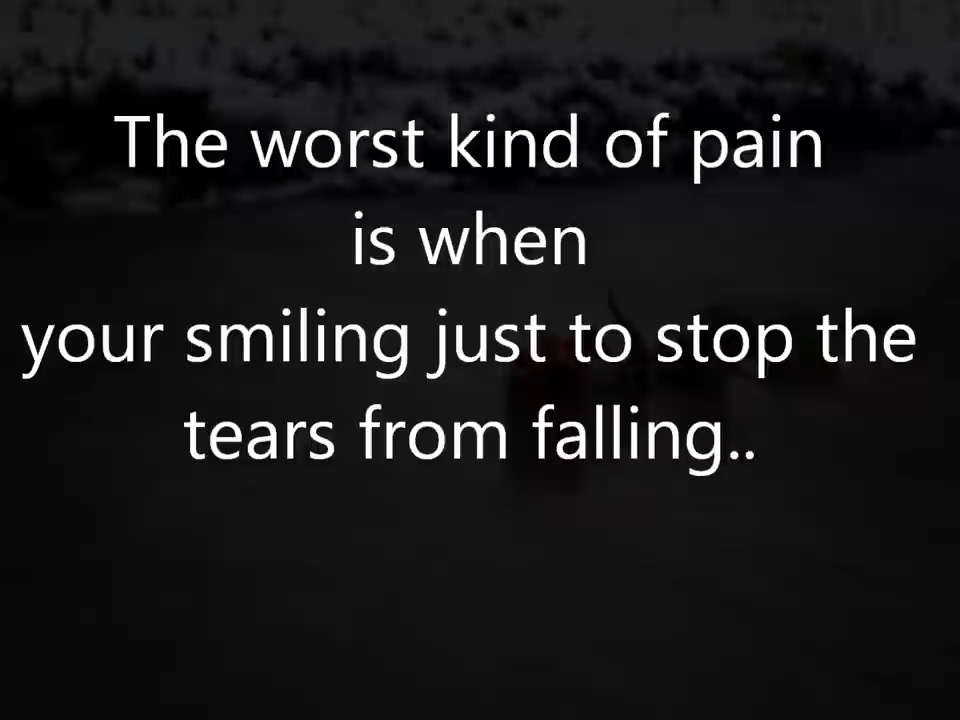 The worst kind of pain
is when
your smiling just to stop the
tears from falling..